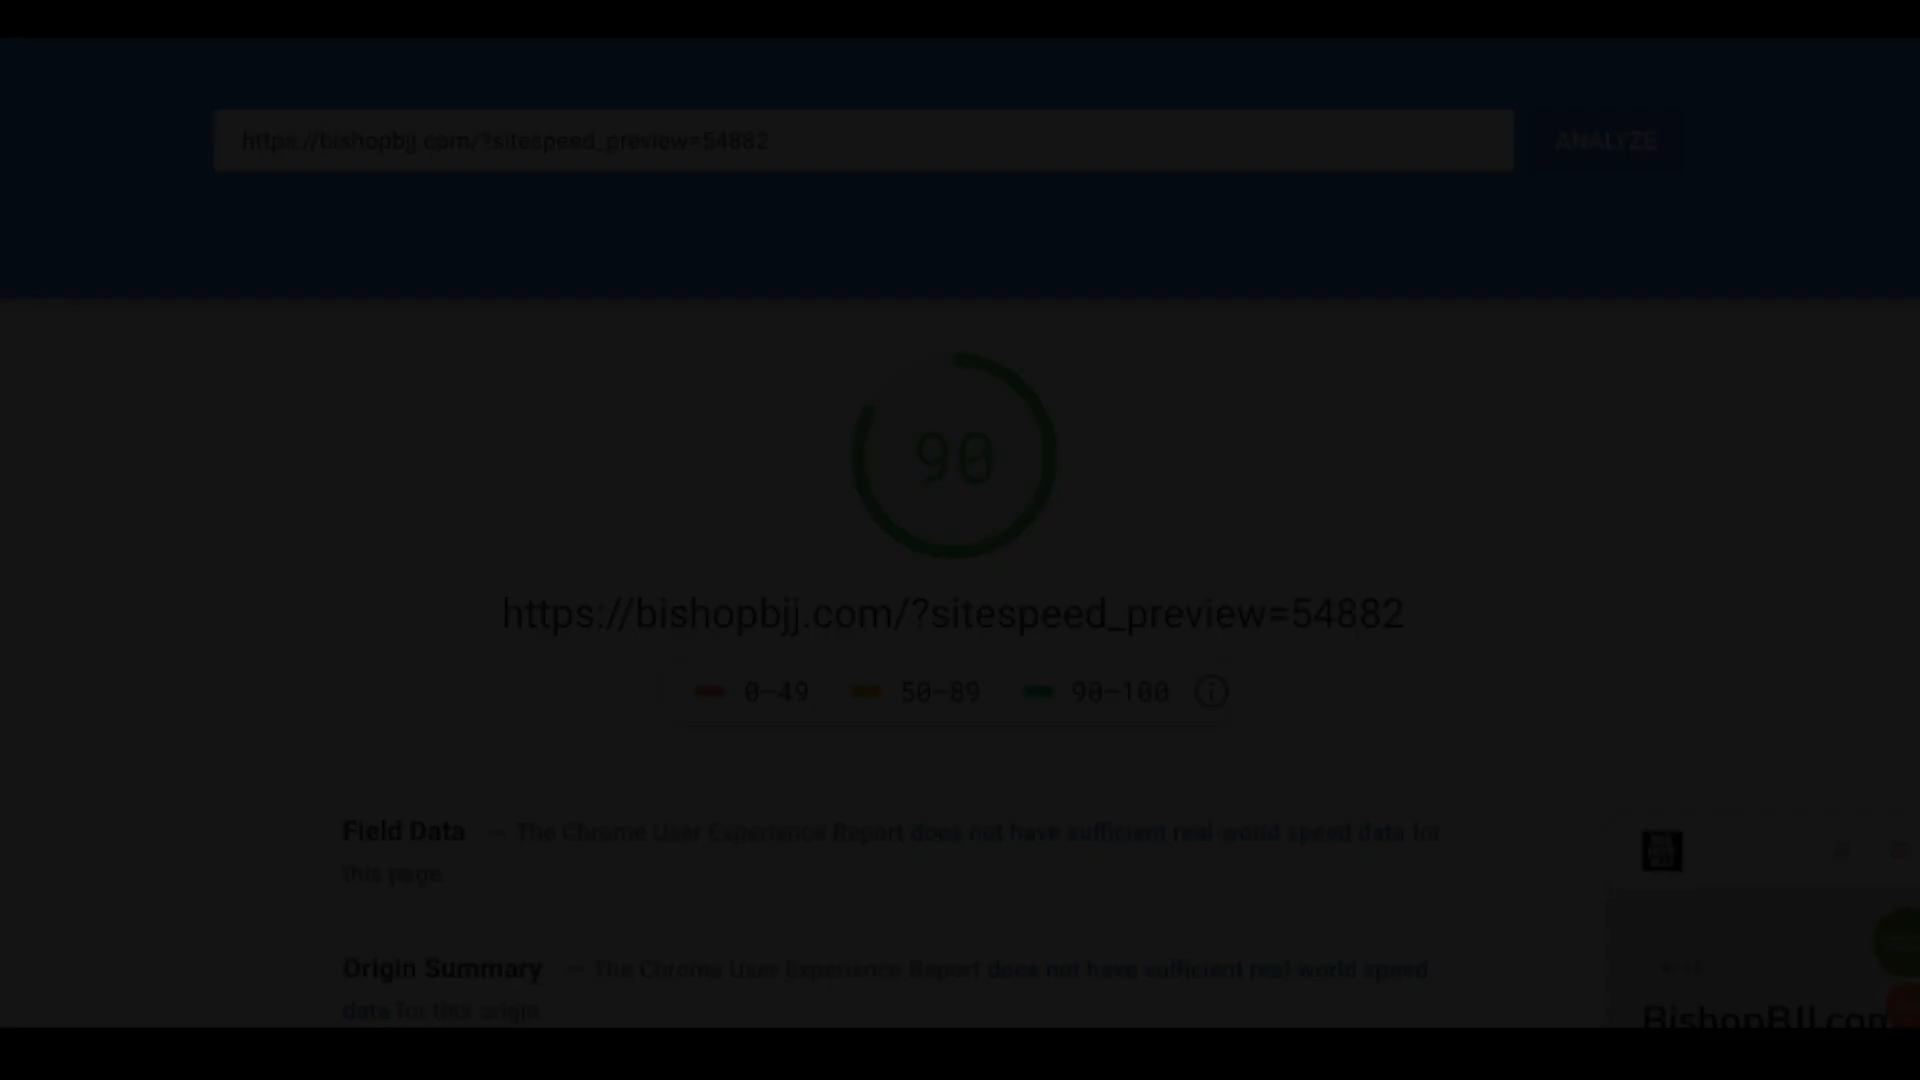 https://bishopbjj.com/?sitespeed_preview=54882
ANALYZE
90
https://bishopbjj.com/?sitespeed_preview=54882
0–49 50–89 90–100
Field Data — The Chrome User Experience Report does not have sufficient real-world speed data for
this page.
Origin Summary — The Chrome User Experience Report does not have sufficient real-world speed
data for this origin.
BishopBJJ.com